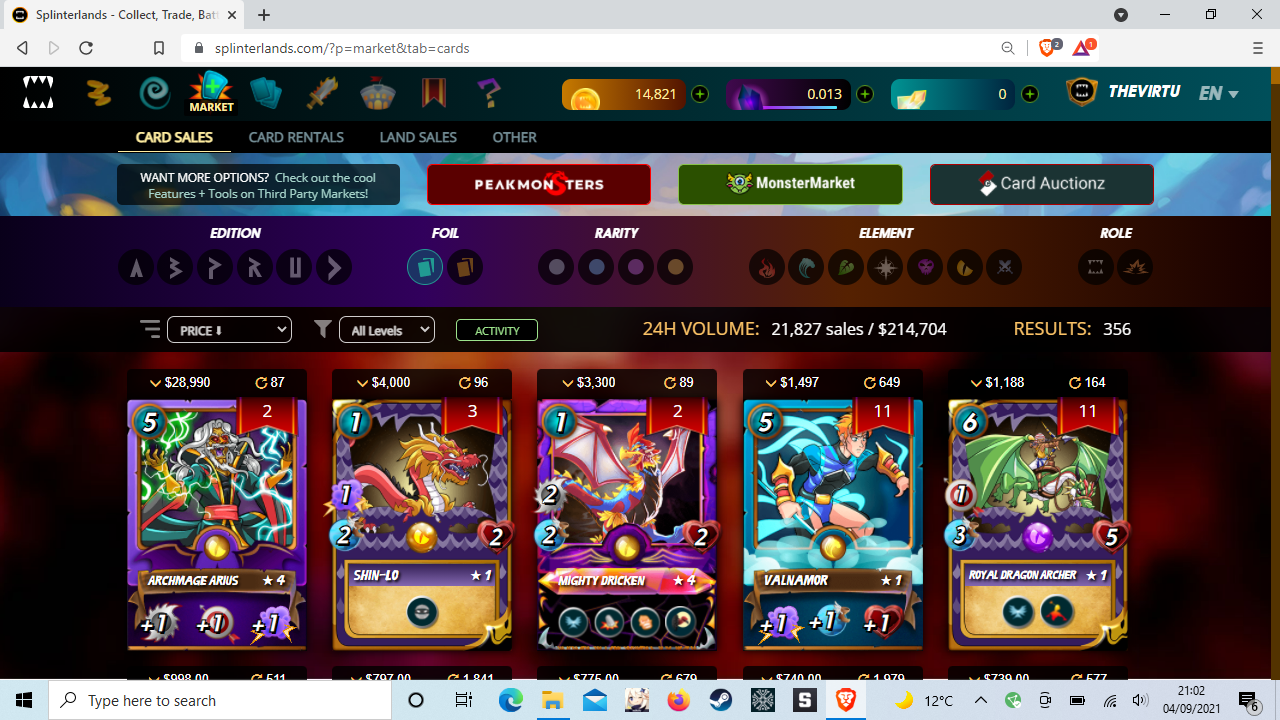 Splinterlands - Collect, Trade, Bat
splinterlands.com/?p=market&tab=cards
2
1
MARKET
14,821
0.013
0
THEVIRTU
EN
CARD SALES
CARD RENTALS
LAND SALES
OTHER
WANT MORE OPTIONS? Check out the cool
Features + Tools on Third Party Markets!
PEAKMONSTERS
MonsterMarket
Card Auctionz
EDITION
FOIL
RARITY
ELEMENT
ROLE
PRICE
All Levels
ACTIVITY
24H VOLUME: 21,827 sales / $214,704
RESULTS: 356
$28,990 87
2
5
ARCHMAGE ARIUS ★ 4
+1 +1 +1
$4,000 96
3
1
1
2
2
SHIN-LO ★ 1
$3,300 89
2
1
2
2
2
MIGHTY DRICKEN ★ 4
$1,497 649
11
5
VALNAMOR ★ 1
+1 +1 +1
$1,188 164
11
6
1
3
5
ROYAL DRAGON ARCHER ★ 1
$998.00 511
$797.00 1,841
$775.00 679
$740.00 1,979
$739.00 577
Type here to search
12°C
21:02
04/09/2021
6